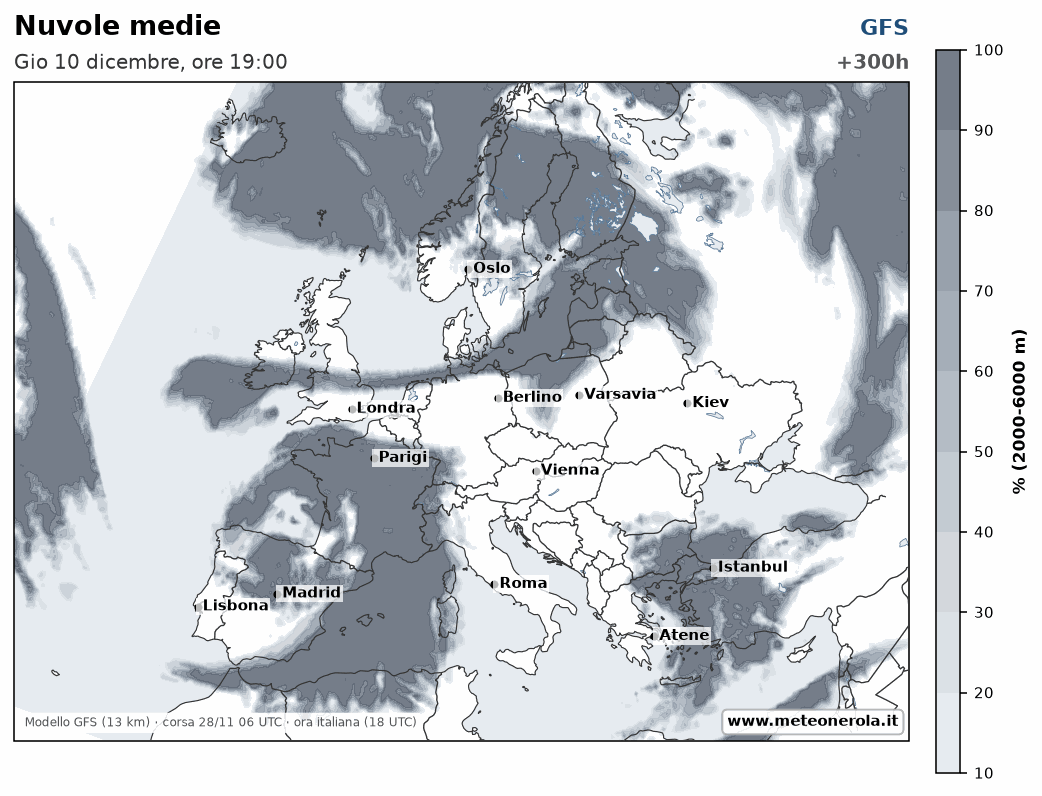 Nuvole medie
GFS
Gio 10 dicembre, ore 19:00
+300h
100
90
80
70
60
50
40
30
20
10
% (2000-6000 m)
Oslo
Londra
Berlino
Varsavia
Kiev
Parigi
Vienna
Istanbul
Roma
Madrid
Lisbona
Atene
Modello GFS (13 km) · corsa 28/11 06 UTC · ora italiana (18 UTC)
www.meteonerola.it